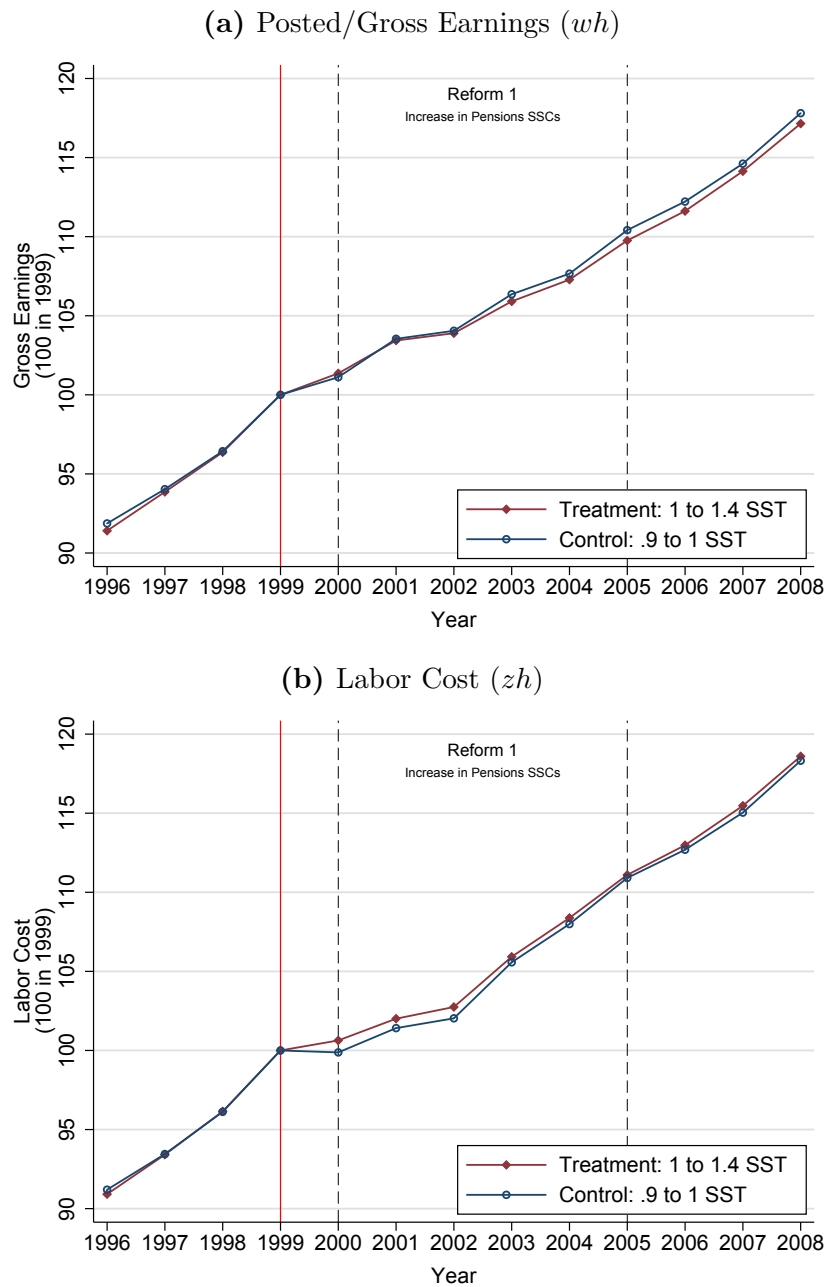 (a) Posted/Gross Earnings (wh)
120
115
110
105
100
95
90
Gross Earnings
(100 in 1999)
Reform 1
Increase in Pensions SSCs
Treatment: 1 to 1.4 SST
Control: .9 to 1 SST
1996 1997 1998 1999 2000 2001 2002 2003 2004 2005 2006 2007 2008
Year
(b) Labor Cost (zh)
120
115
110
105
100
95
90
Labor Cost
(100 in 1999)
Reform 1
Increase in Pensions SSCs
Treatment: 1 to 1.4 SST
Control: .9 to 1 SST
1996 1997 1998 1999 2000 2001 2002 2003 2004 2005 2006 2007 2008
Year